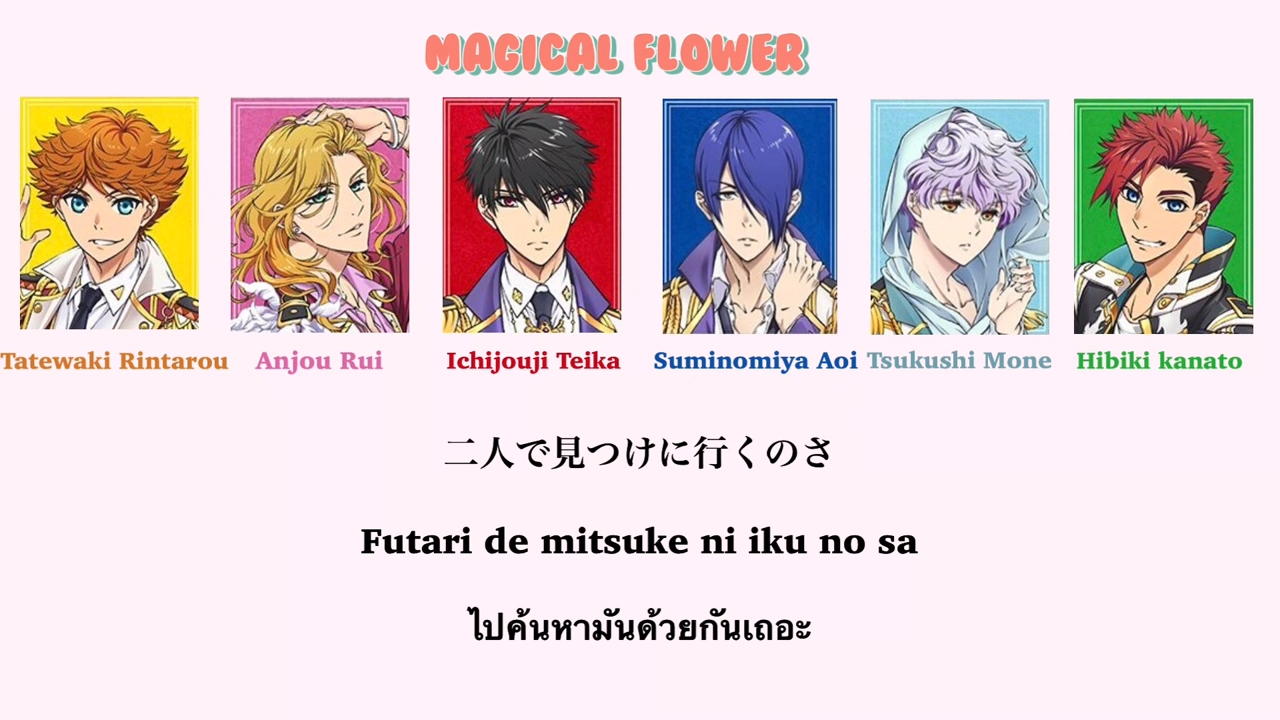 MAGICAL FLOWER
Tatewaki Rintarou Anjou Rui Ichijouji Teika Suminomiya Aoi Tsukushi Mone Hibiki kanato
二人で見つけに行くのさ
Futari de mitsuke ni iku no sa
ไปค้นหามันด้วยกันเถอะ